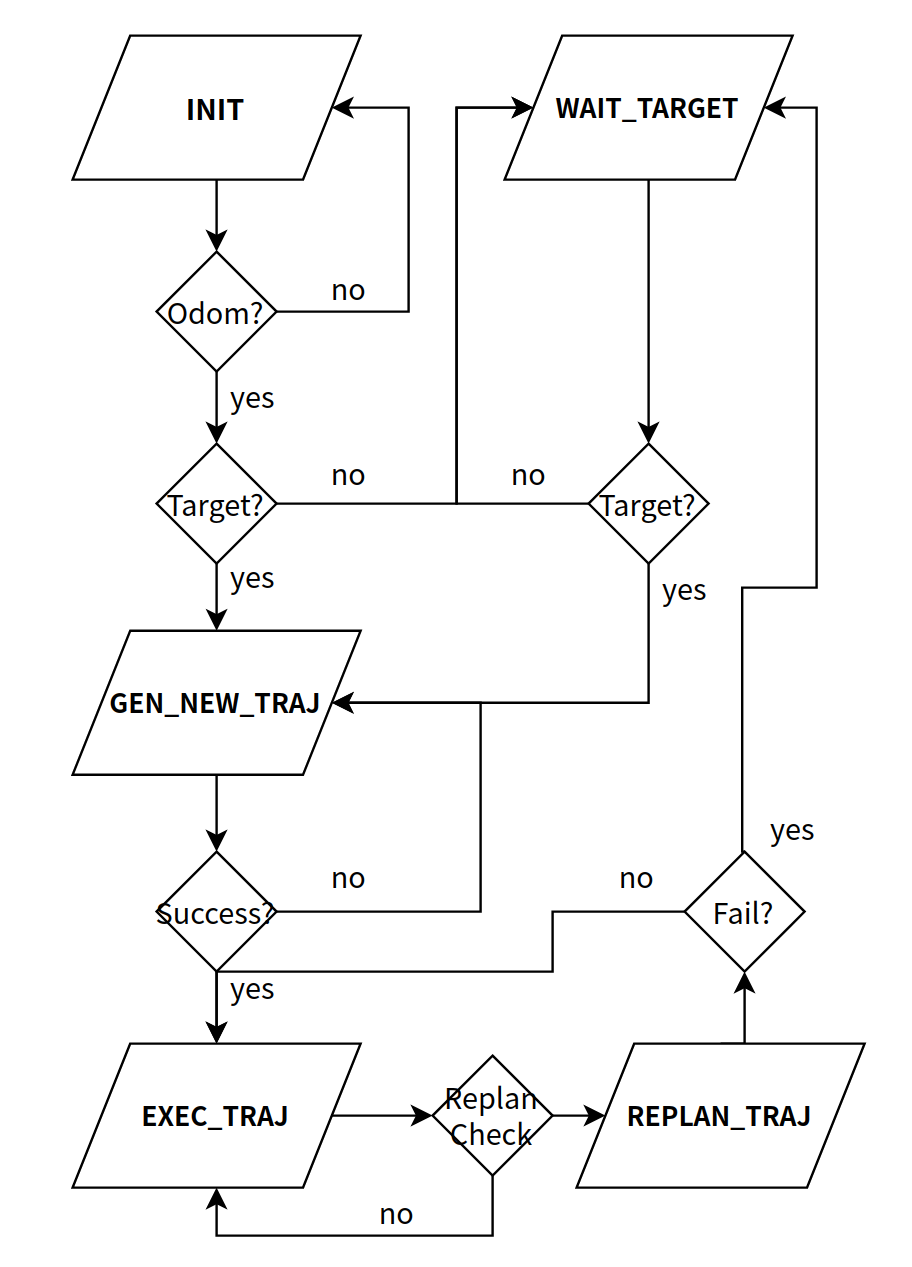 INIT
WAIT_TARGET
Odom?
no
yes
Target?
no
no
Target?
yes
yes
GEN_NEW_TRAJ
Success?
no
no
Fail?
yes
yes
EXEC_TRAJ
Replan
Check
REPLAN_TRAJ
no